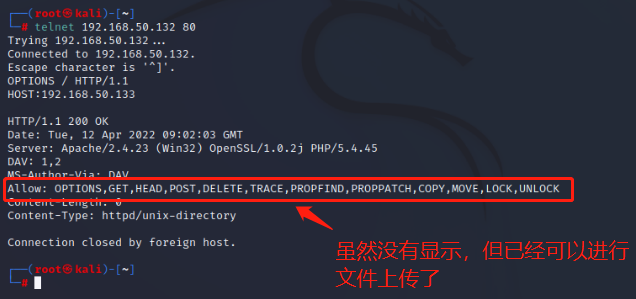 ┌──(root㉿kali)-[~]
└─# telnet 192.168.50.132 80
Trying 192.168.50.132...
Connected to 192.168.50.132.
Escape character is '^]'.
OPTIONS / HTTP/1.1
HOST:192.168.50.133

HTTP/1.1 200 OK
Date: Tue, 12 Apr 2022 09:02:03 GMT
Server: Apache/2.4.23 (Win32) OpenSSL/1.0.2j PHP/5.4.45
DAV: 1,2
MS-Author-Via: DAV
Allow: OPTIONS,GET,HEAD,POST,DELETE,TRACE,PROPFIND,PROPPATCH,COPY,MOVE,LOCK,UNLOCK
Content-Length: 0
Content-Type: httpd/unix-directory

Connection closed by foreign host.
虽然没有显示，但已经可以进行
文件上传了

┌──(root㉿kali)-[~]
└─#